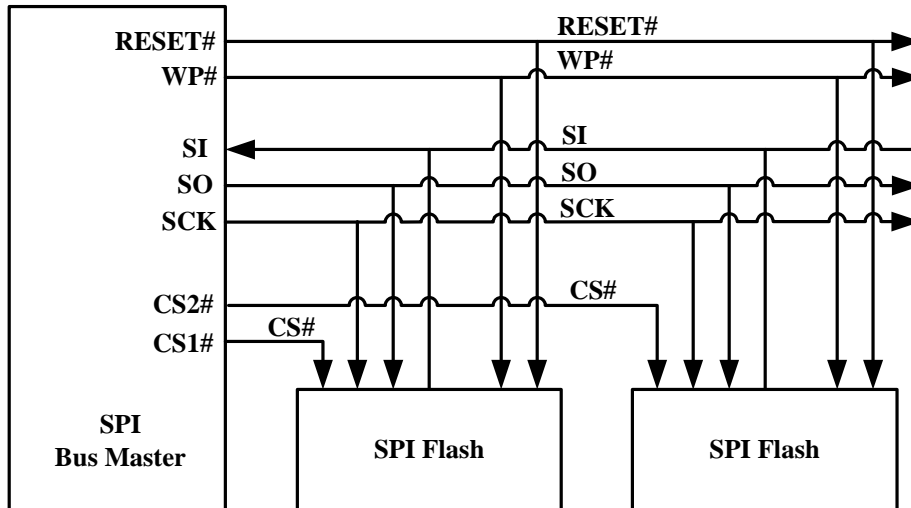 RESET#
RESET#
WP#
WP#
SI
SI
SO
SO
SCK
SCK
CS2#
CS#
CS1#
CS#
SPI
Bus Master
SPI Flash
SPI Flash